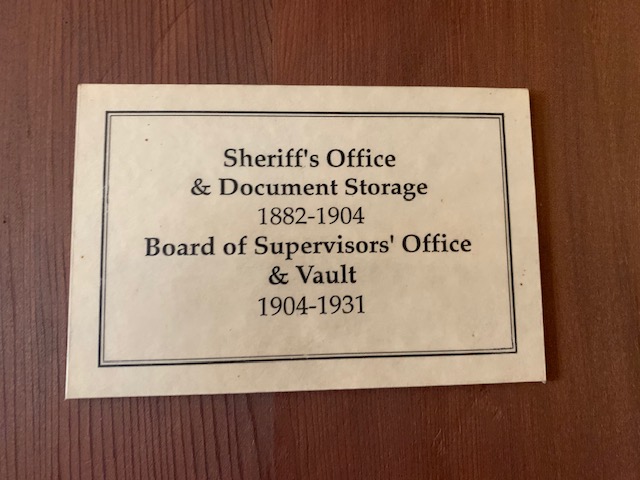 Sheriff's Office
& Document Storage
1882-1904
Board of Supervisors' Office
& Vault
1904-1931